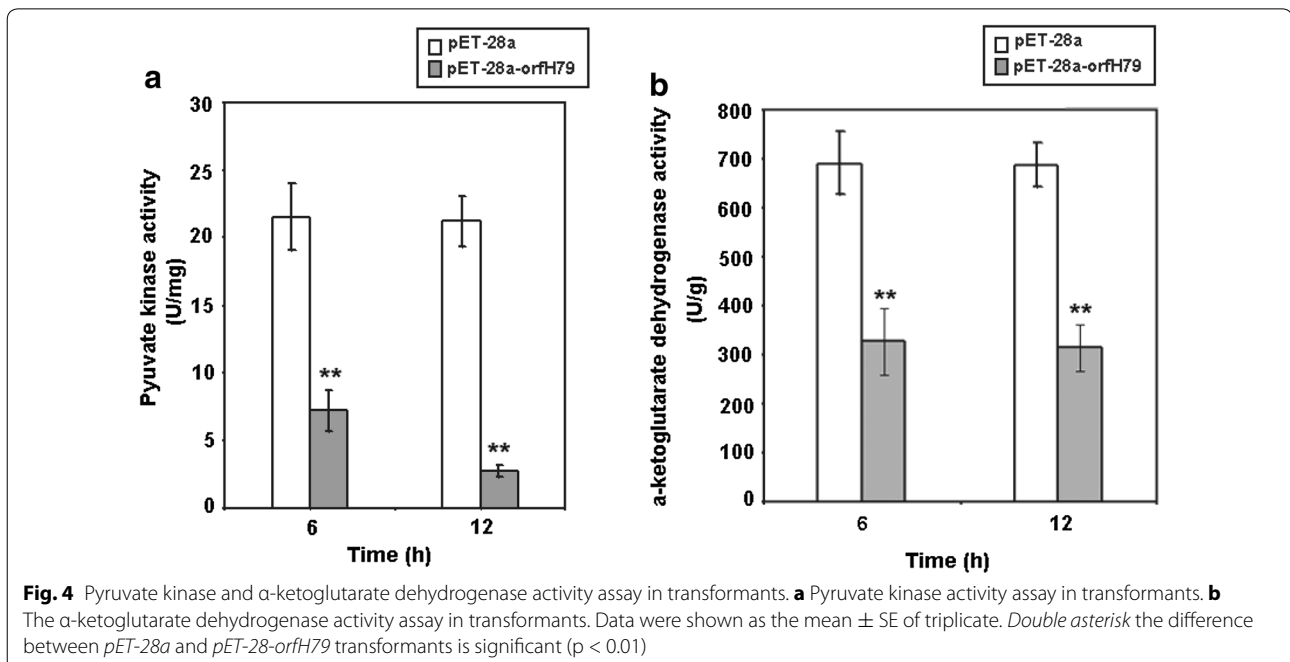 pET-28a
pET-28a-orfH79
a
30
25
20
15
10
5
0
Pyuvate kinase activity
(U/mg)
**
**
6
12
Time (h)
pET-28a
pET-28a-orfH79
b
800
700
600
500
400
300
200
100
0
a-ketoglutarate dehydrogenase activity
(U/g)
**
**
6
12
Time (h)
Fig. 4 Pyruvate kinase and α-ketoglutarate dehydrogenase activity assay in transformants. a Pyruvate kinase activity assay in transformants. b
The α-ketoglutarate dehydrogenase activity assay in transformants. Data were shown as the mean ± SE of triplicate. Double asterisk the difference
between pET-28a and pET-28-orfH79 transformants is significant (p < 0.01)